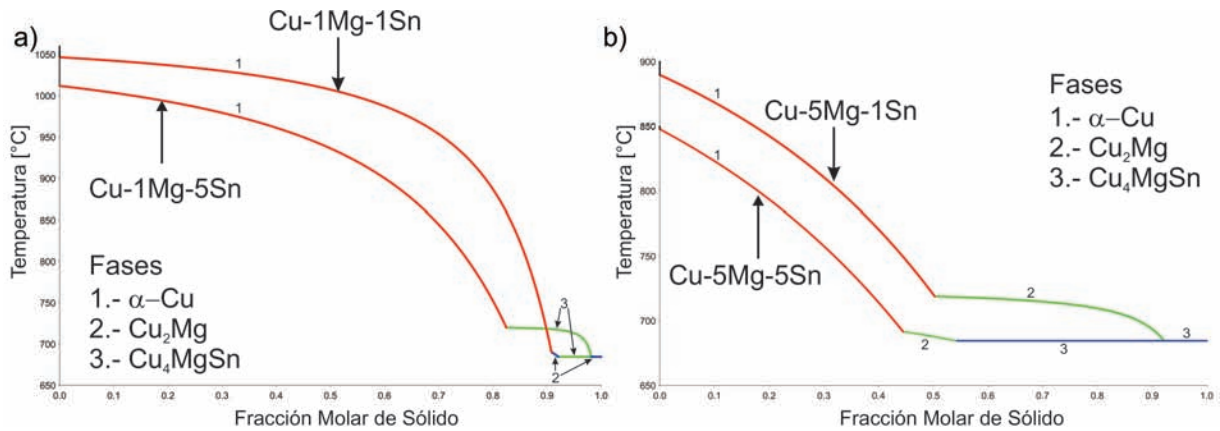 a)
Cu-1Mg-1Sn
Temperatura [°C]
1050
1000
950
900
850
800
750
700
650
1
1
Cu-1Mg-5Sn
Fases
1.- α–Cu
2.- Cu₂Mg
3.- Cu₄MgSn
3
2
0.0 0.1 0.2 0.3 0.4 0.5 0.6 0.7 0.8 0.9 1.0
Fracción Molar de Sólido
b)
Temperatura [°C]
900
850
800
750
700
650
1
1
Cu-5Mg-1Sn
Cu-5Mg-5Sn
Fases
1.- α–Cu
2.- Cu₂Mg
3.- Cu₄MgSn
2
2
3
3
0.0 0.1 0.2 0.3 0.4 0.5 0.6 0.7 0.8 0.9 1.0
Fracción Molar de Sólido